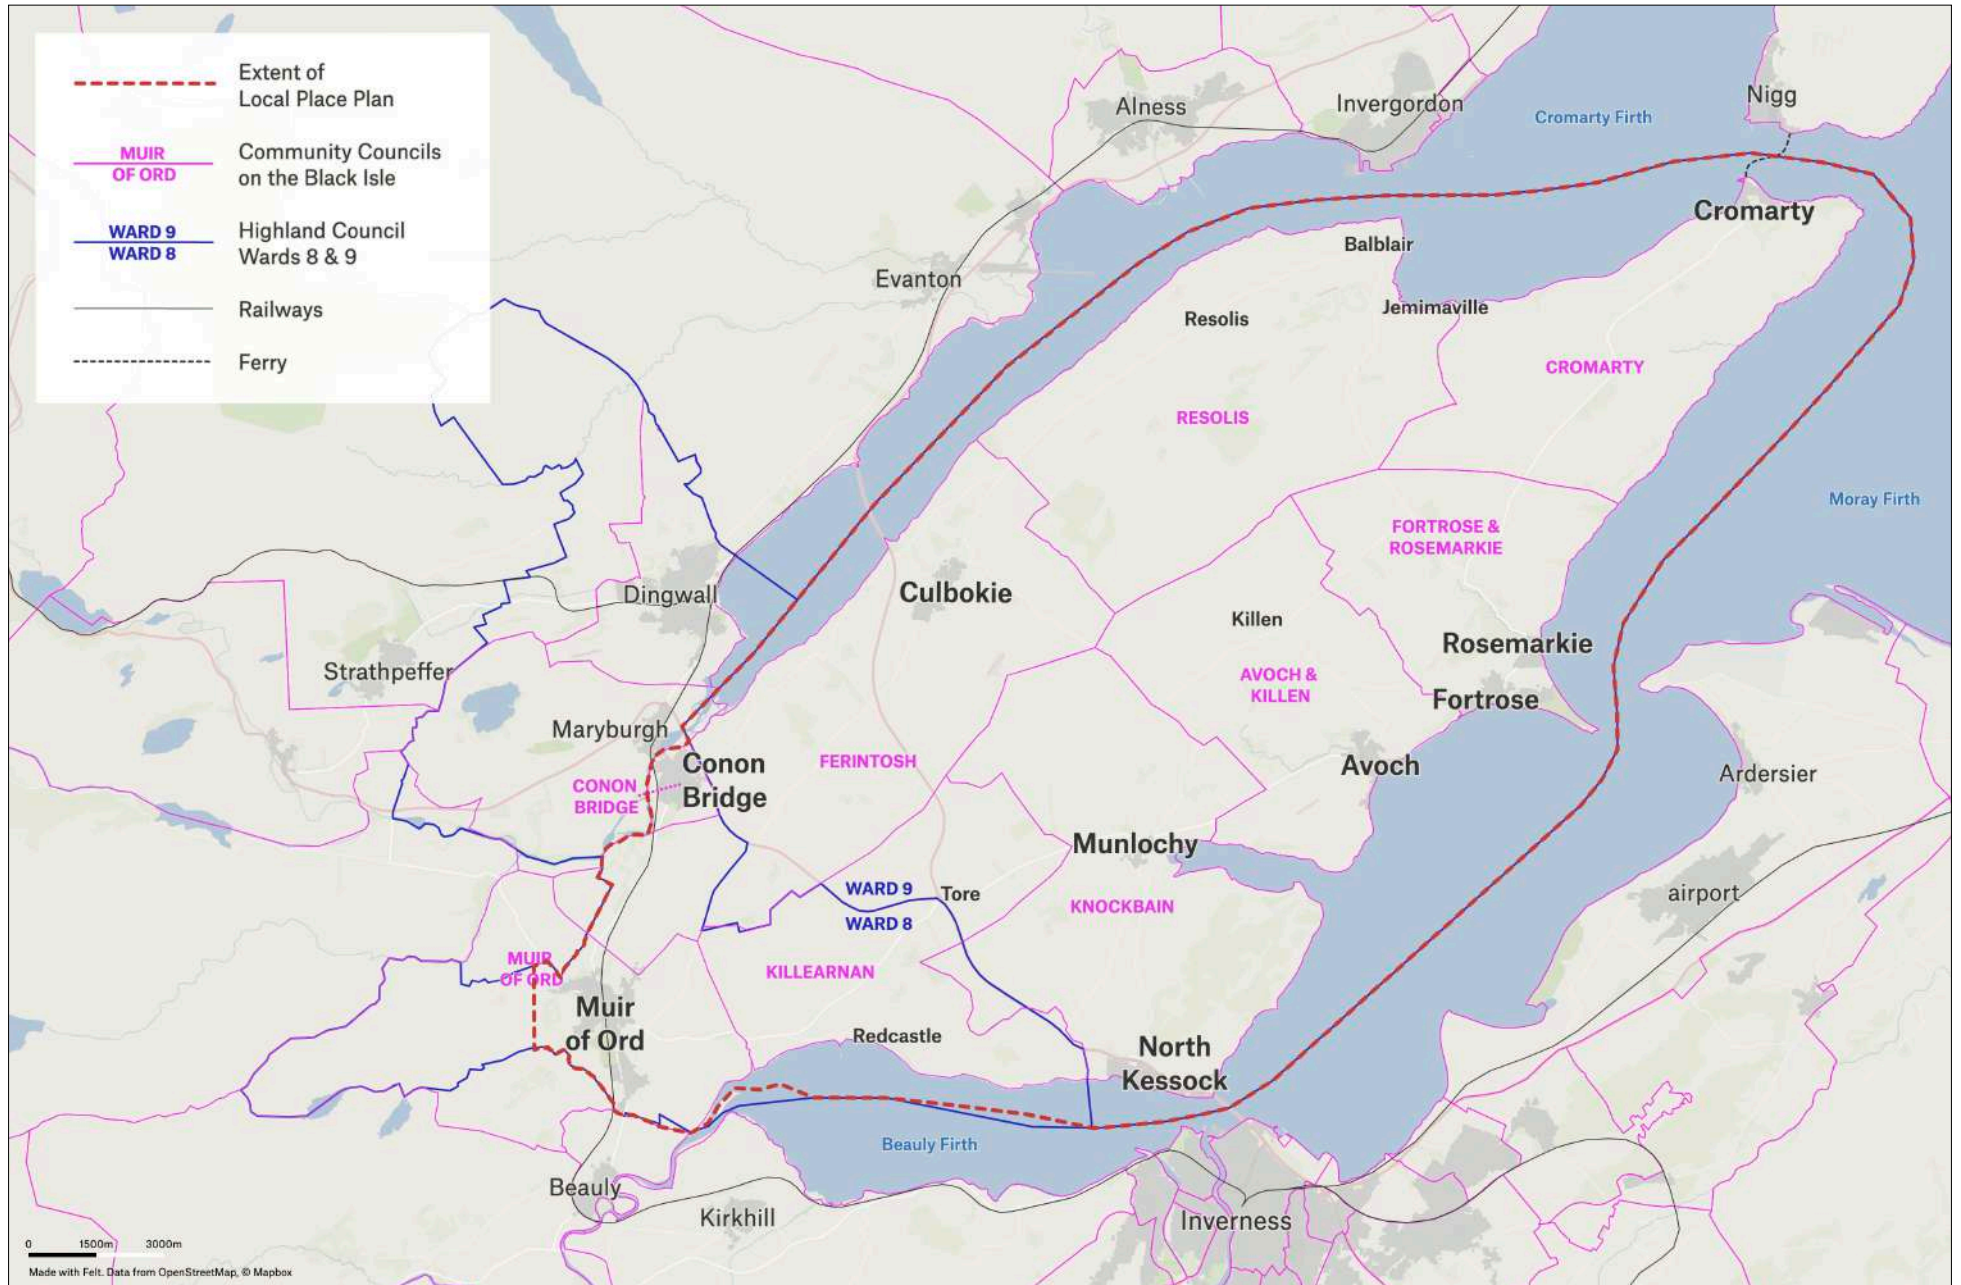 Extent of
Local Place Plan
MUIR
OF ORD
Community Councils
on the Black Isle
WARD 9
WARD 8
Highland Council
Wards 8 & 9
Railways
Ferry
Alness
Invergordon
Cromarty Firth
Nigg
Cromarty
Balblair
Evanton
Resolis
Jemimaville
CROMARTY
RESOLIS
Moray Firth
FORTROSE &
ROSEMARKIE
Dingwall
Culbokie
Killen
Rosemarkie
Strathpeffer
AVOCH &
KILLEN
Fortrose
Maryburgh
Conon
Bridge
FERINTOSH
Avoch
Ardersier
CONON
BRIDGE
Munlochy
WARD 9
WARD 8
Tore
KNOCKBAIN
airport
MUIR
OF ORD
KILLEARNAN
Muir
of Ord
Redcastle
North
Kessock
Beauly Firth
Beauly
Kirkhill
Inverness
0 1500m 3000m
Made with Felt. Data from OpenStreetMap, © Mapbox